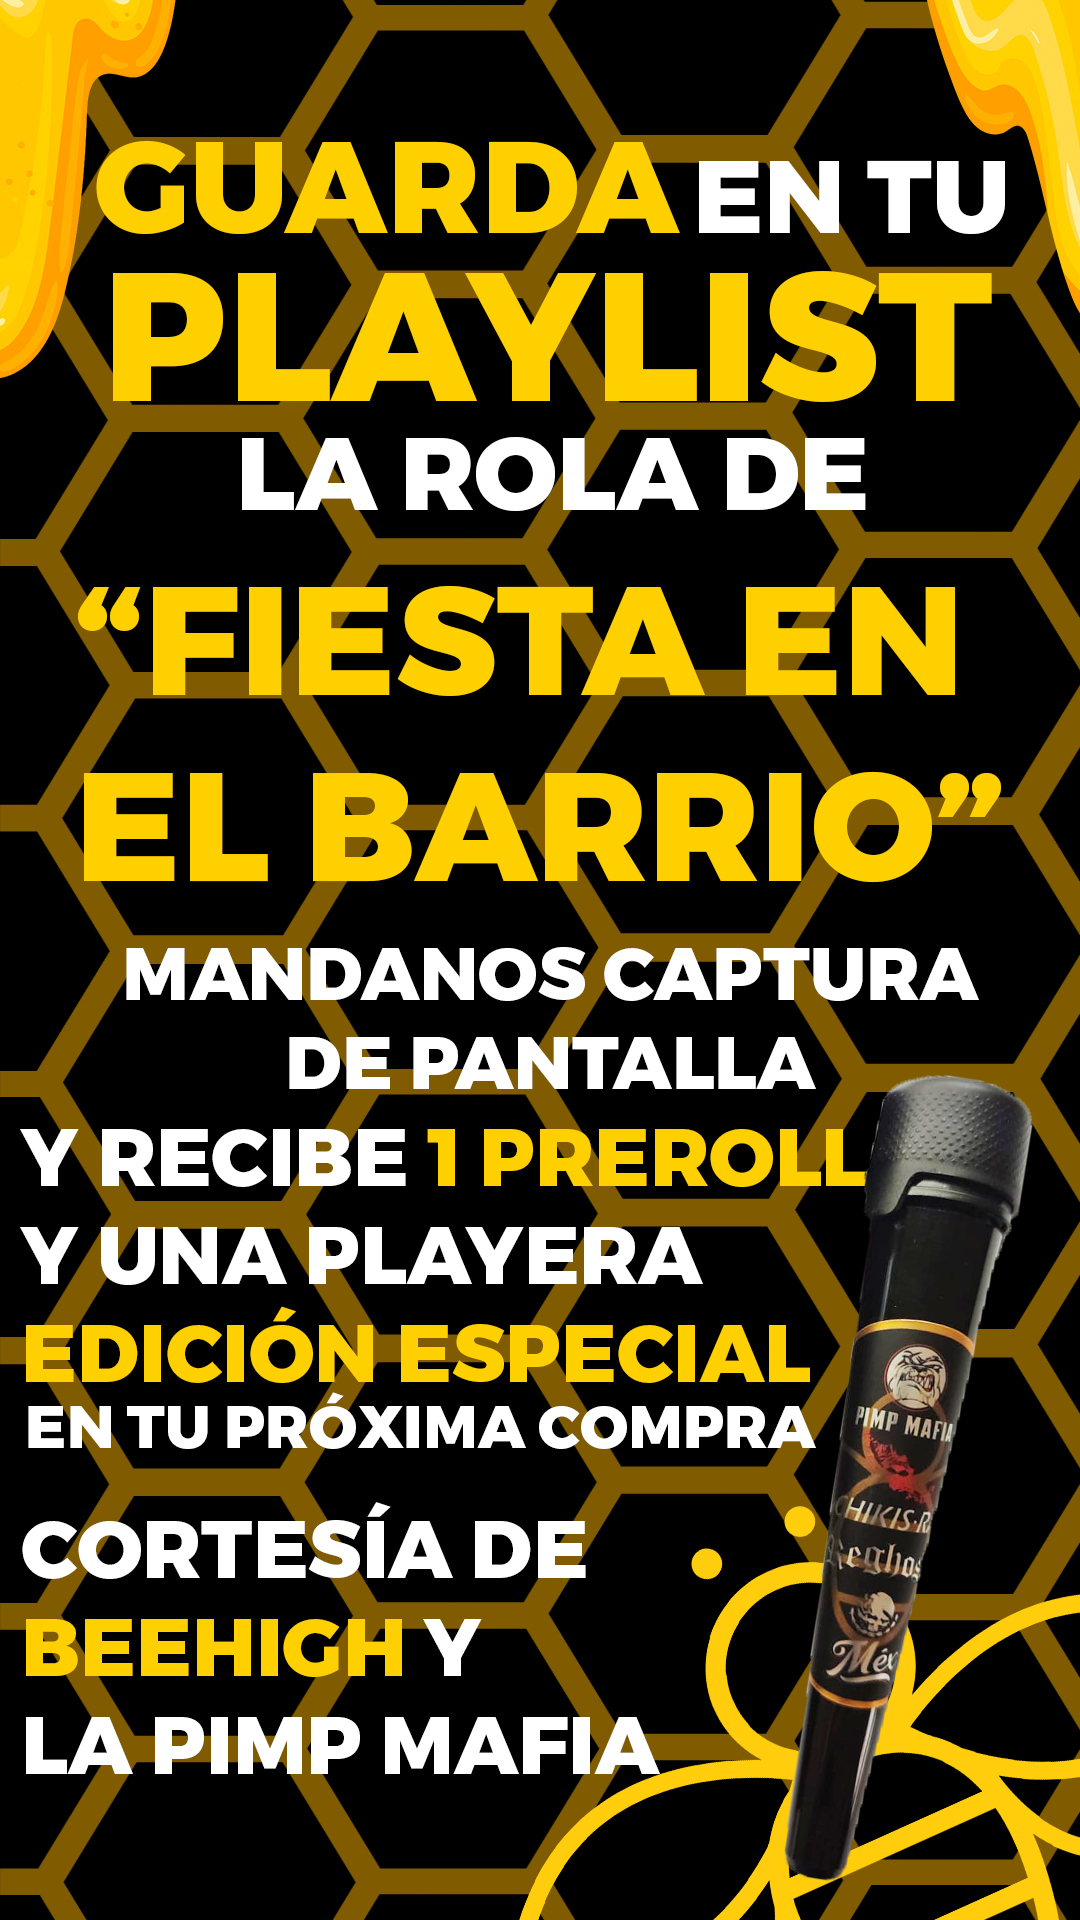 GUARDA EN TU
PLAYLIST
LA ROLA DE
“FIESTA EN
EL BARRIO”
MANDANOS CAPTURA
DE PANTALLA
Y RECIBE 1 PREROLL
Y UNA PLAYERA
EDICIÓN ESPECIAL
EN TU PRÓXIMA COMPRA
CORTESÍA DE
BEEHIGH Y
LA PIMP MAFIA
PIMP MAFIA
Méx